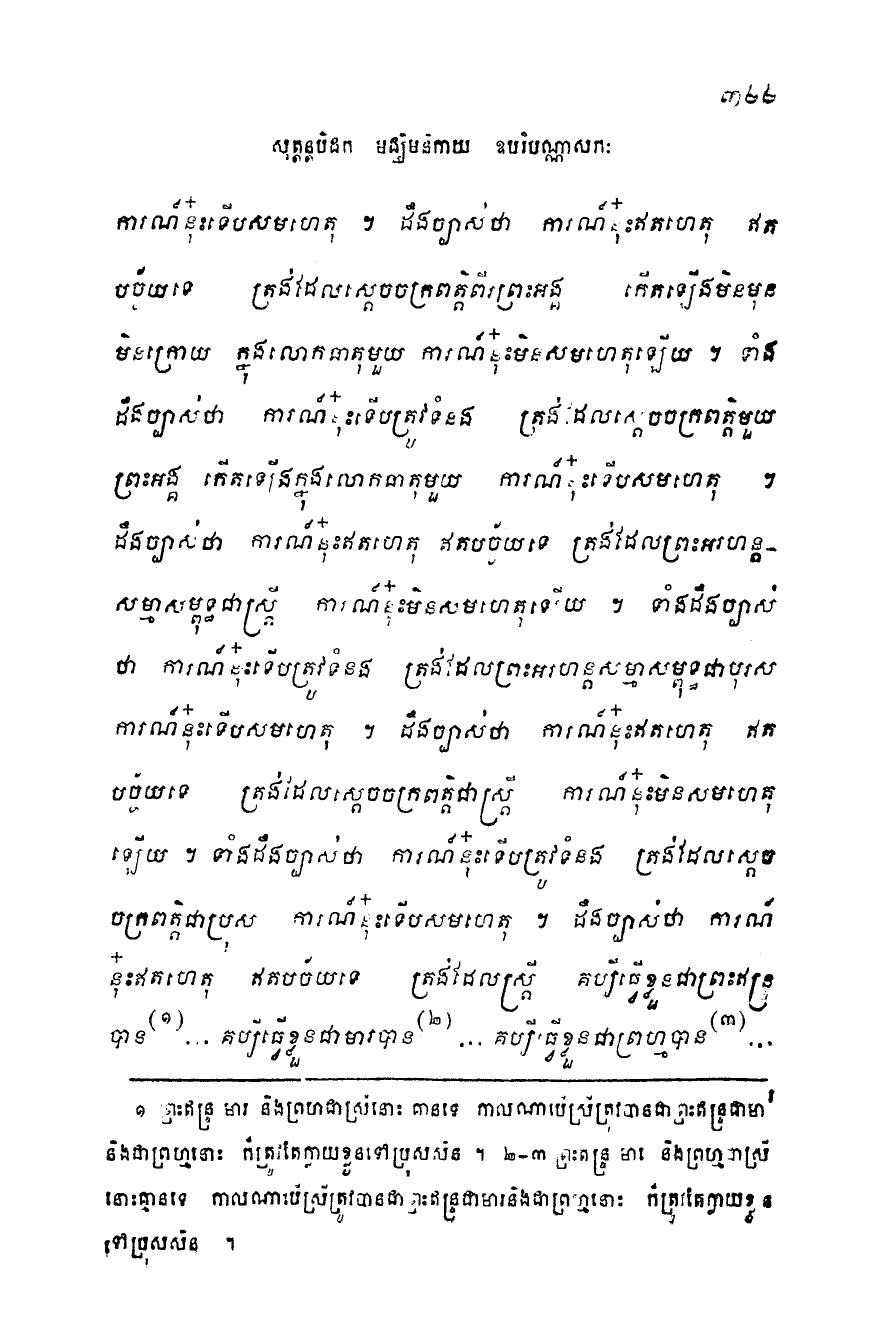 ៣២២
សុត្តន្តបិដក មជ្ឈិមនិកាយ ឧបរិបណ្ណាសកៈ
ការណ៍នុ៎ះទើបសមហេតុ ។ ដឹងច្បាស់ថា ការណ៍នុ៎ះឥតហេតុ ឥត
បច្ច័យទេ ត្រង់ដែលស្តេចចក្រពត្តិពីរព្រះអង្គ កើតឡើងមិនមុន
មិនក្រោយ ក្នុងលោកធាតុមួយ ការណ៍នុ៎ះមិនសមហេតុឡើយ ។ ទាំង
ដឹងច្បាស់ថា ការណ៍នុ៎ះទើបត្រូវទំនង ត្រង់ដែលស្តេចចក្រពត្តិមួយ
ព្រះអង្គ កើតឡើងក្នុងលោកធាតុមួយ ការណ៍នុ៎ះទើបសមហេតុ ។
ដឹងច្បាស់ថា ការណ៍នុ៎ះឥតហេតុ ឥតបច្ច័យទេ ត្រង់ដែលព្រះអរហន្ត-
សម្មាសម្ពុទ្ធជាស្ត្រី ការណ៍នុ៎ះមិនសមហេតុឡើយ ។ ទាំងដឹងច្បាស់
ថា ការណ៍នុ៎ះទើបត្រូវទំនង ត្រង់ដែលព្រះអរហន្តសម្មាសម្ពុទ្ធជាបុរស
ការណ៍នុ៎ះទើបសមហេតុ ។ ដឹងច្បាស់ថា ការណ៍នុ៎ះឥតហេតុ ឥត
បច្ច័យទេ ត្រង់ដែលស្តេចចក្រពត្តិជាស្ត្រី ការណ៍នុ៎ះមិនសមហេតុ
ឡើយ ។ ទាំងដឹងច្បាស់ថា ការណ៍នុ៎ះទើបត្រូវទំនង ត្រង់ដែលស្តេច
ចក្រពត្តិជាប្រុស ការណ៍នុ៎ះទើបសមហេតុ ។ ដឹងច្បាស់ថា ការណ៍
នុ៎ះឥតហេតុ ឥតបច្ច័យទេ ត្រង់ដែលស្ត្រី គប្បីធ្វើខ្លួនជាព្រះឥន្ទ្រ
បាន(១)... គប្បីធ្វើខ្លួនជាមារបាន(២) ... គប្បីធ្វើខ្លួនជាព្រហ្មបាន(៣)...
១ ព្រះឥន្ទ្រ មារ និងព្រហ្មជាស្រីនោះ គ្មានទេ កាលណាបើស្រីត្រូវបានជាព្រះឥន្ទ្រជាមារ
និងជាព្រហ្មនោះ ក៏ត្រូវតែក្លាយខ្លួនទៅប្រុសសិន ។ ២-៣ ព្រះឥន្ទ្រ មារ និងព្រហ្មជាស្រី
នោះគ្មានទេ កាលណាបើស្រីត្រូវបានជាព្រះឥន្ទ្រជាមារនិងជាព្រហ្មនោះ ក៏ត្រូវតែក្លាយខ្លួន
ទៅប្រុសសិន ។